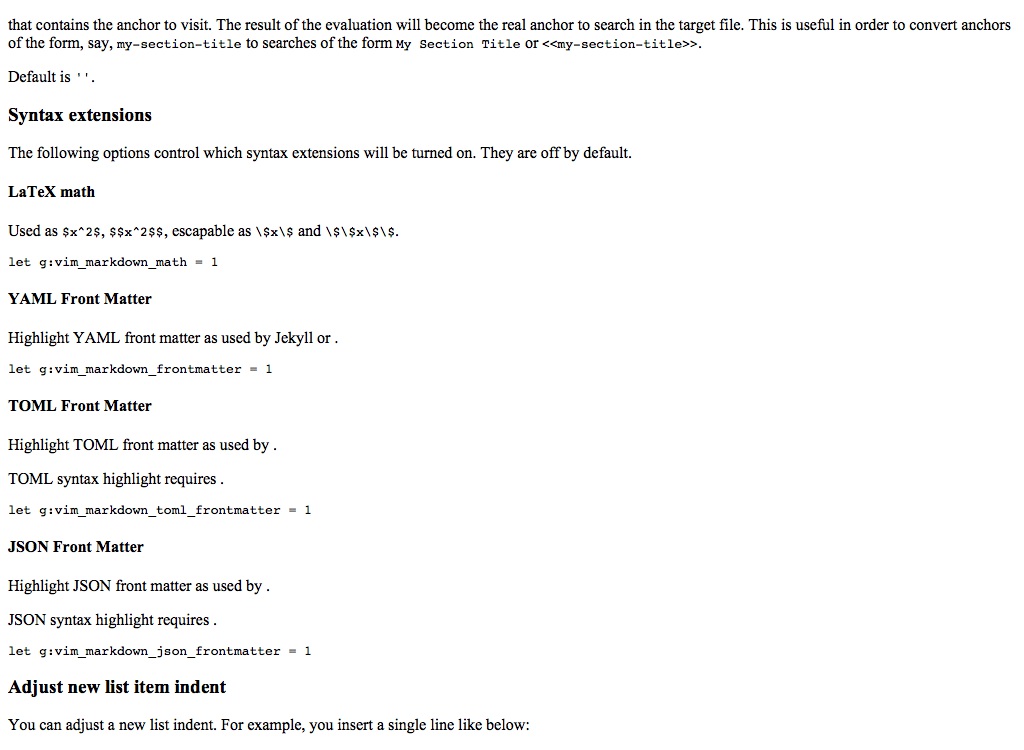 that contains the anchor to visit. The result of the evaluation will become the real anchor to search in the target file. This is useful in order to convert anchors
of the form, say, my-section-title to searches of the form My Section Title or <<my-section-title>>.
Default is ''.
Syntax extensions
The following options control which syntax extensions will be turned on. They are off by default.
LaTeX math
Used as $x^2$, $$x^2$$, escapable as \$x\$ and \$\$x\$\$.
let g:vim_markdown_math = 1
YAML Front Matter
Highlight YAML front matter as used by Jekyll or .
let g:vim_markdown_frontmatter = 1
TOML Front Matter
Highlight TOML front matter as used by .
TOML syntax highlight requires .
let g:vim_markdown_toml_frontmatter = 1
JSON Front Matter
Highlight JSON front matter as used by .
JSON syntax highlight requires .
let g:vim_markdown_json_frontmatter = 1
Adjust new list item indent
You can adjust a new list indent. For example, you insert a single line like below: